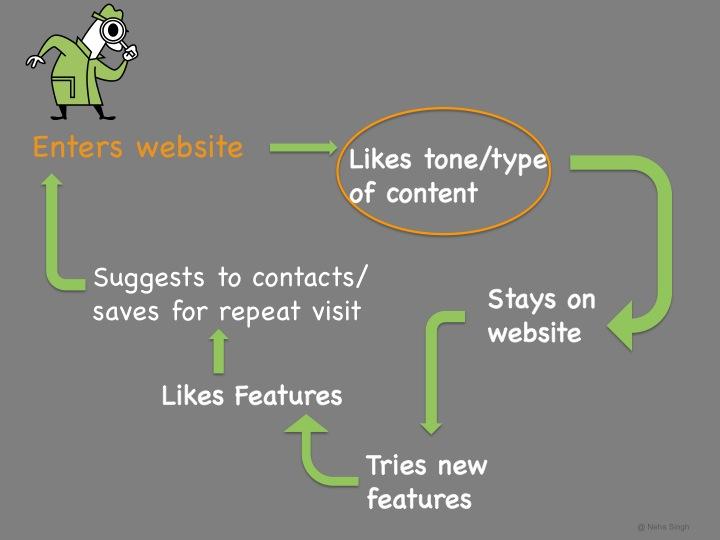 Enters website
Likes tone/type
of content
Stays on
website
Tries new
features
Likes Features
Suggests to contacts/
saves for repeat visit
@ Neha Singh